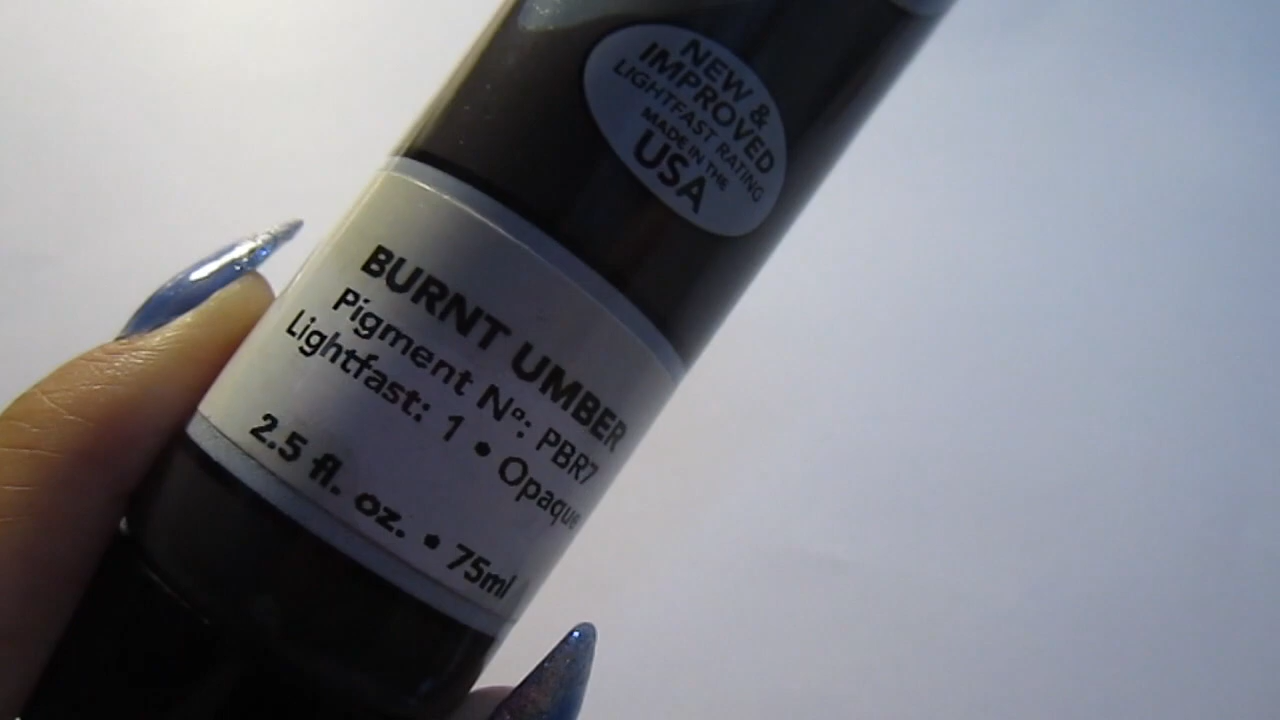 NEW &
IMPROVED
LIGHTFAST RATING
MADE IN THE
USA
BURNT UMBER
Pigment Nº: PBR7
Lightfast: 1 • Opaque
2.5 fl. oz. • 75ml